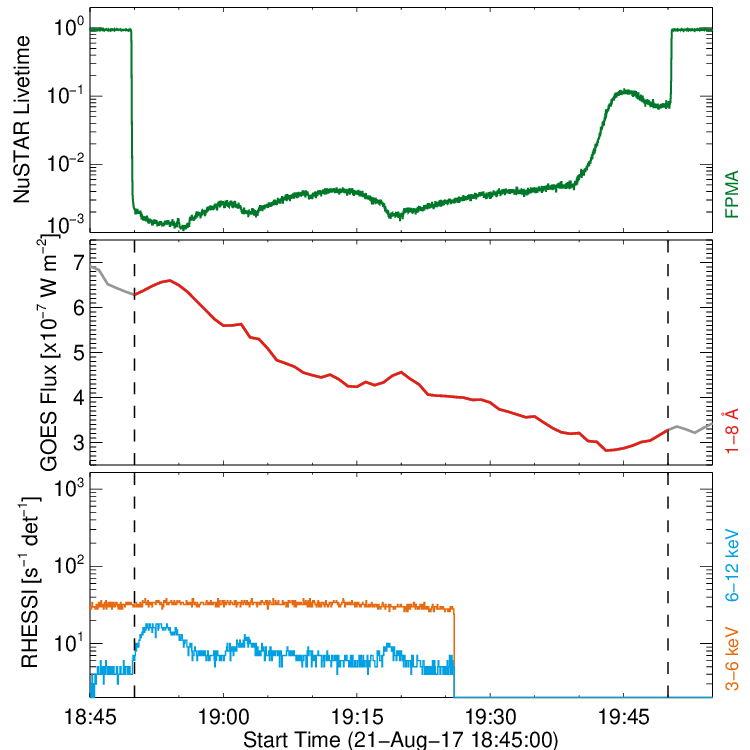 NuSTAR Livetime
10⁰
10⁻¹
10⁻²
10⁻³
FPMA
GOES Flux [x10⁻⁷ W m⁻²]
7
6
5
4
3
1−8 Å
RHESSI [s⁻¹ det⁻¹]
10³
10²
10¹
3−6 keV
6−12 keV
18:45
19:00
19:15
19:30
19:45
Start Time (21−Aug−17 18:45:00)